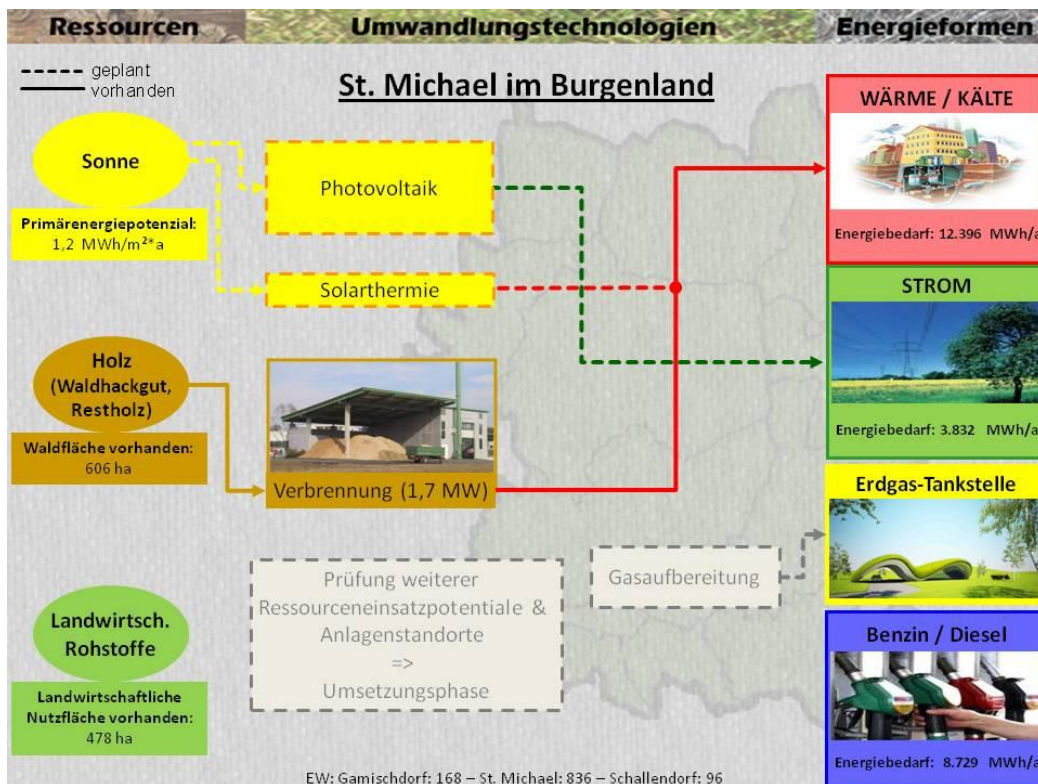 Ressourcen
Umwandlungstechnologien
Energieformen
geplant
vorhanden
St. Michael im Burgenland
Sonne
Primärenergiepotenzial:
1,2 MWh/m²*a
Photovoltaik
Solarthermie
Holz
(Waldhackgut,
Restholz)
Waldfläche vorhanden:
606 ha
Verbrennung (1,7 MW)
Landwirtsch.
Rohstoffe
Landwirtschaftliche
Nutzfläche vorhanden:
478 ha
Prüfung weiterer
Ressourceneinsatzpotentiale &
Anlagenstandorte
=>
Umsetzungsphase
Gasaufbereitung
WÄRME / KÄLTE
Energiebedarf: 12.396 MWh/a
STROM
Energiebedarf: 3.832 MWh/a
Erdgas-Tankstelle
Benzin / Diesel
Energiebedarf: 8.729 MWh/a
EW: Gamischdorf: 168 – St. Michael: 836 – Schallendorf: 96